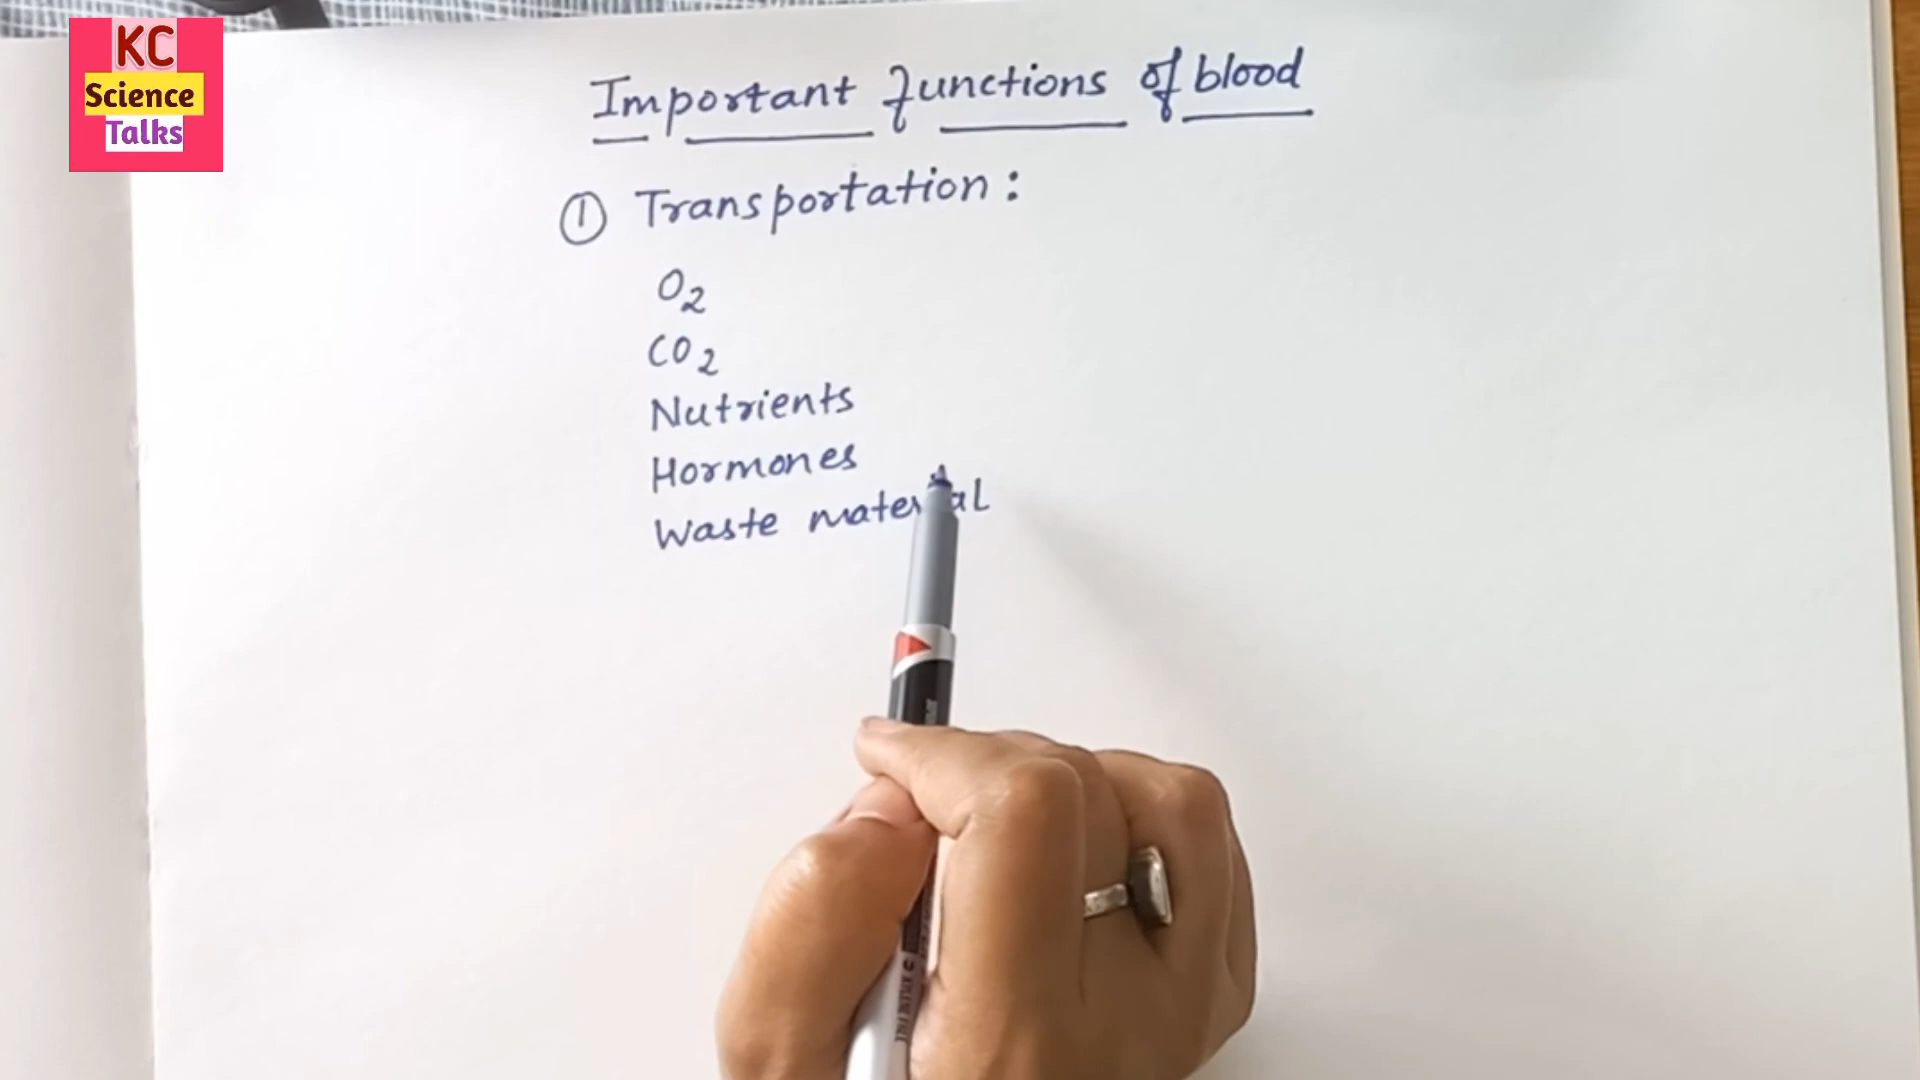 KC
Science
Talks
Important functions of blood
① Transportation:
O2
CO2
Nutrients
Hormones
Waste material